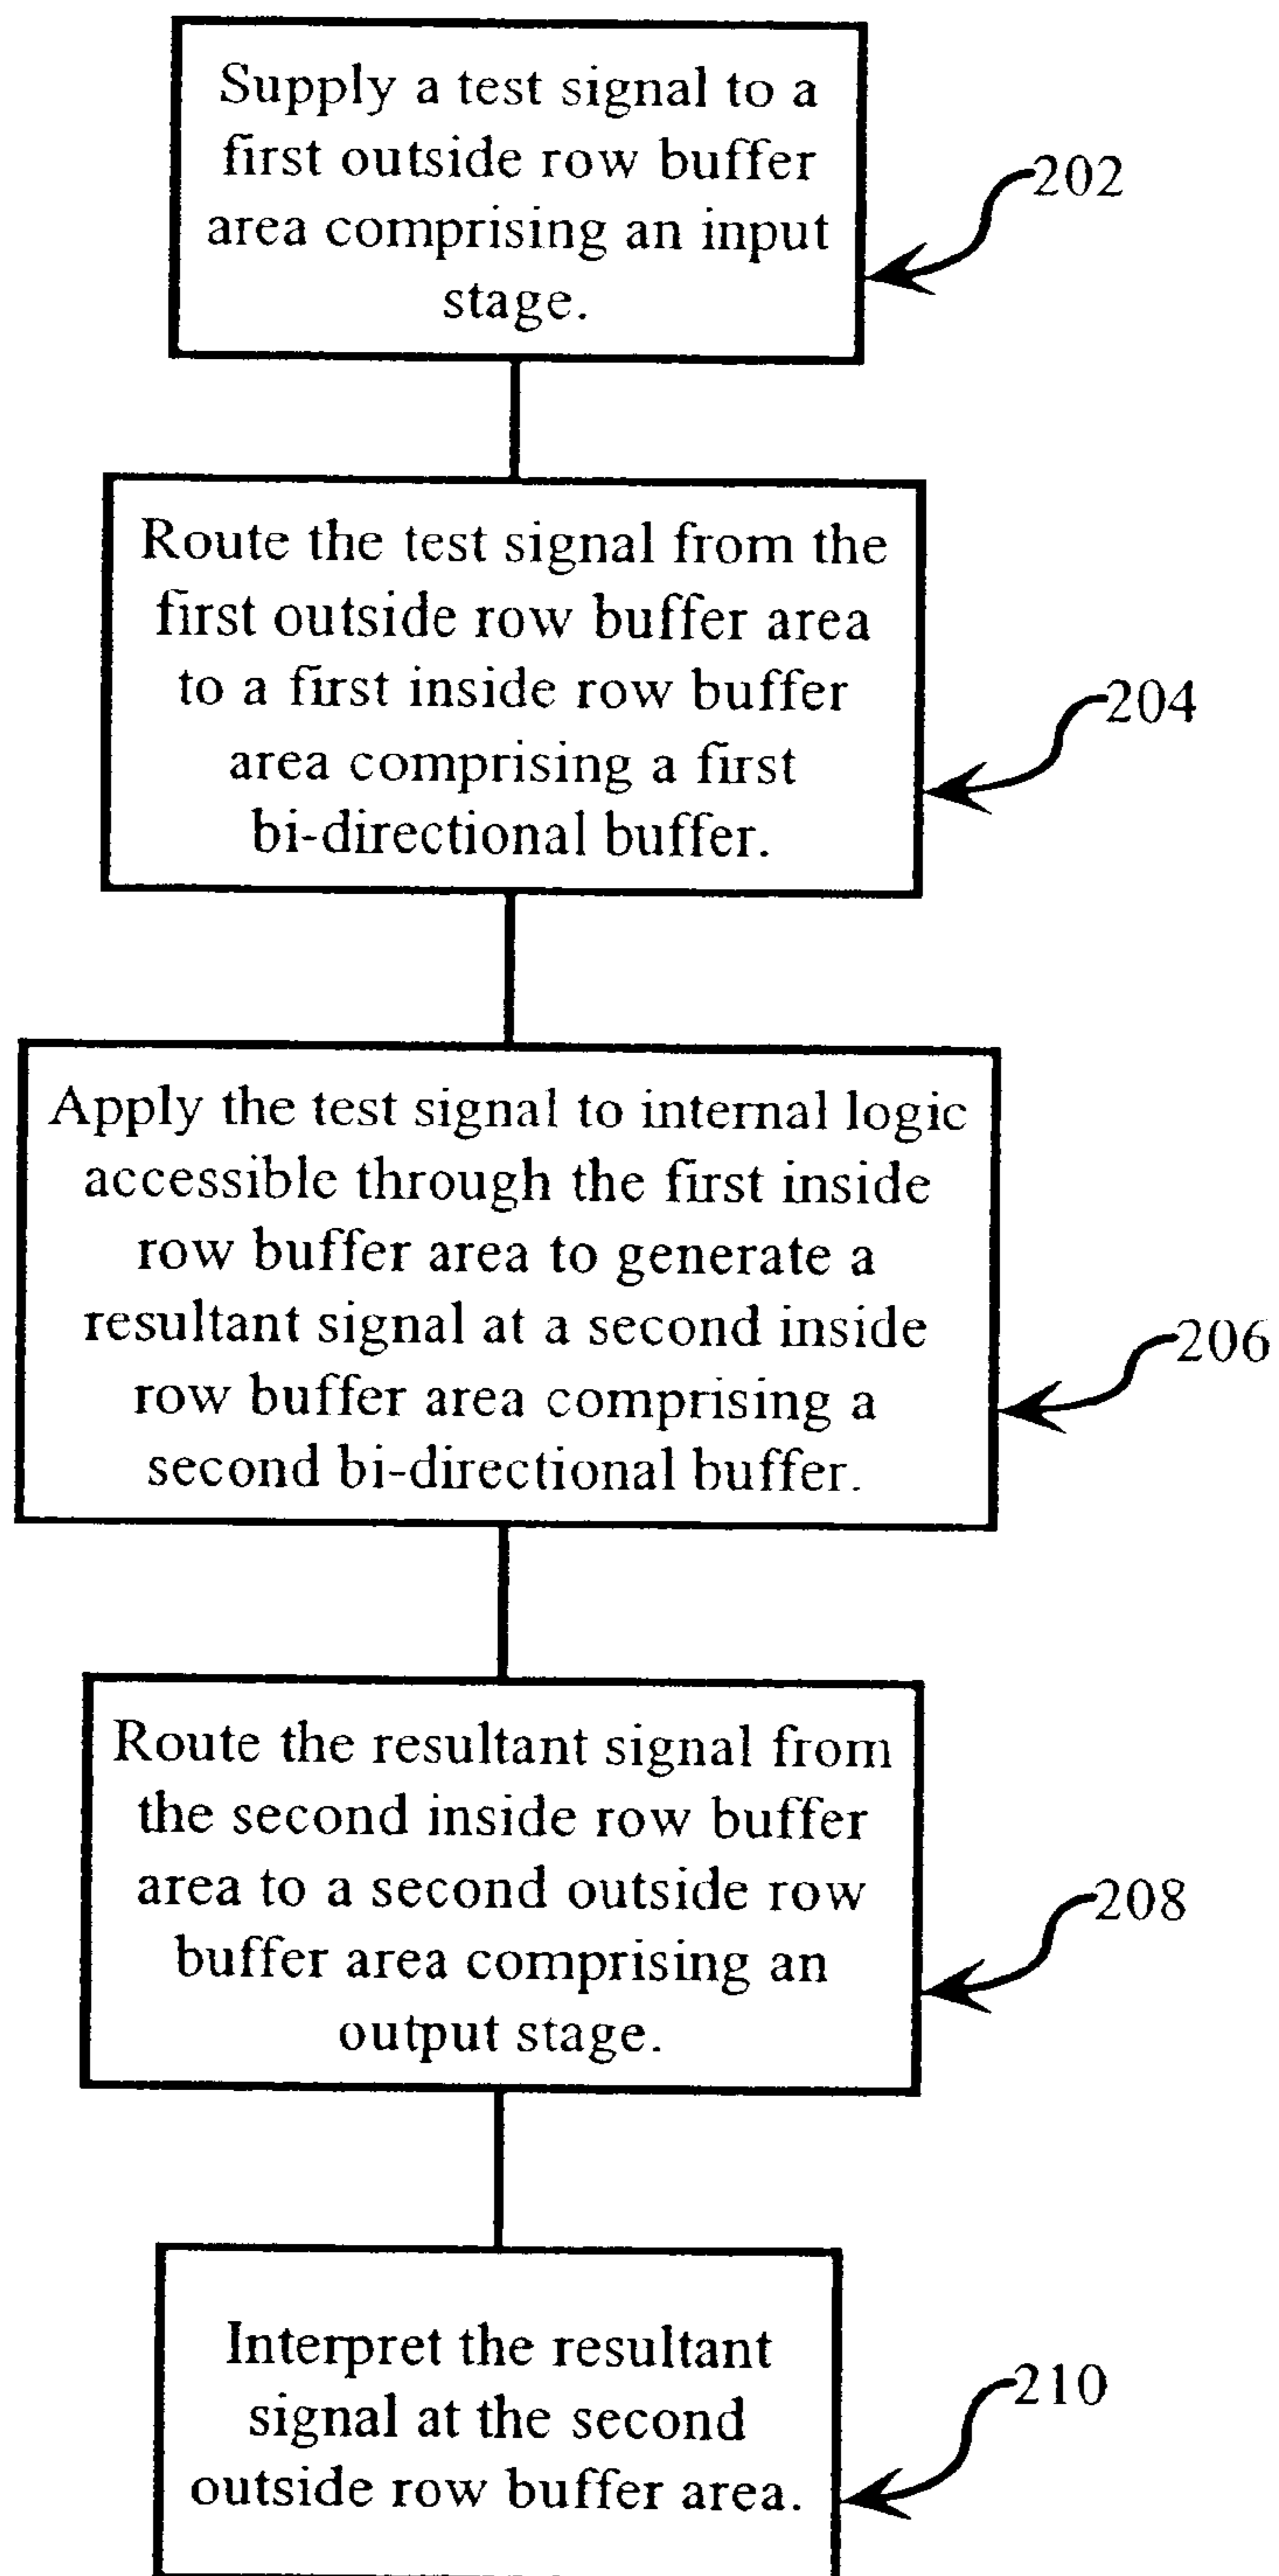 Supply a test signal to a
first outside row buffer
area comprising an input
stage.
202
Route the test signal from the
first outside row buffer area
to a first inside row buffer
area comprising a first
bi-directional buffer.
204
Apply the test signal to internal logic
accessible through the first inside
row buffer area to generate a
resultant signal at a second inside
row buffer area comprising a
second bi-directional buffer.
206
Route the resultant signal from
the second inside row buffer
area to a second outside row
buffer area comprising an
output stage.
208
Interpret the resultant
signal at the second
outside row buffer area.
210